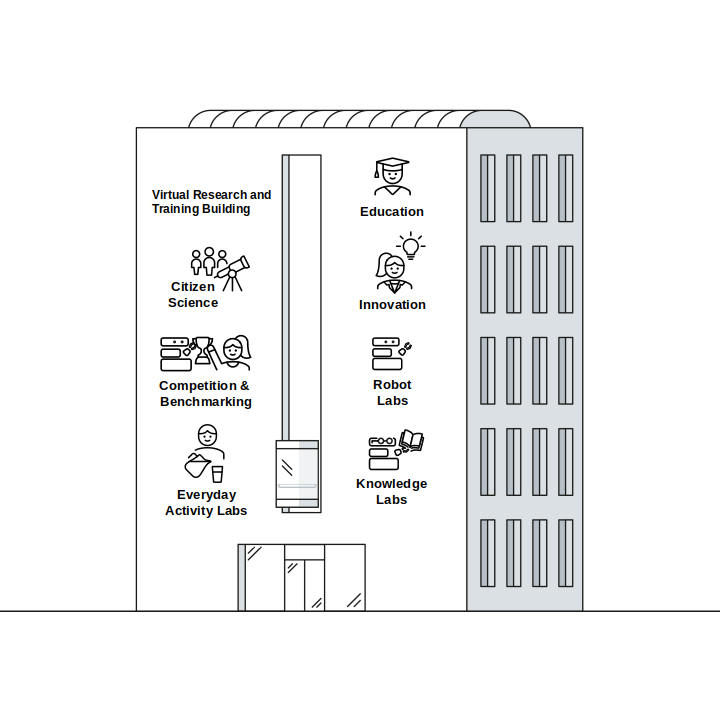 Virtual Research and
Training Building
Citizen
Science
Competition &
Benchmarking
Everyday
Activity Labs
Education
Innovation
Robot
Labs
Knowledge
Labs